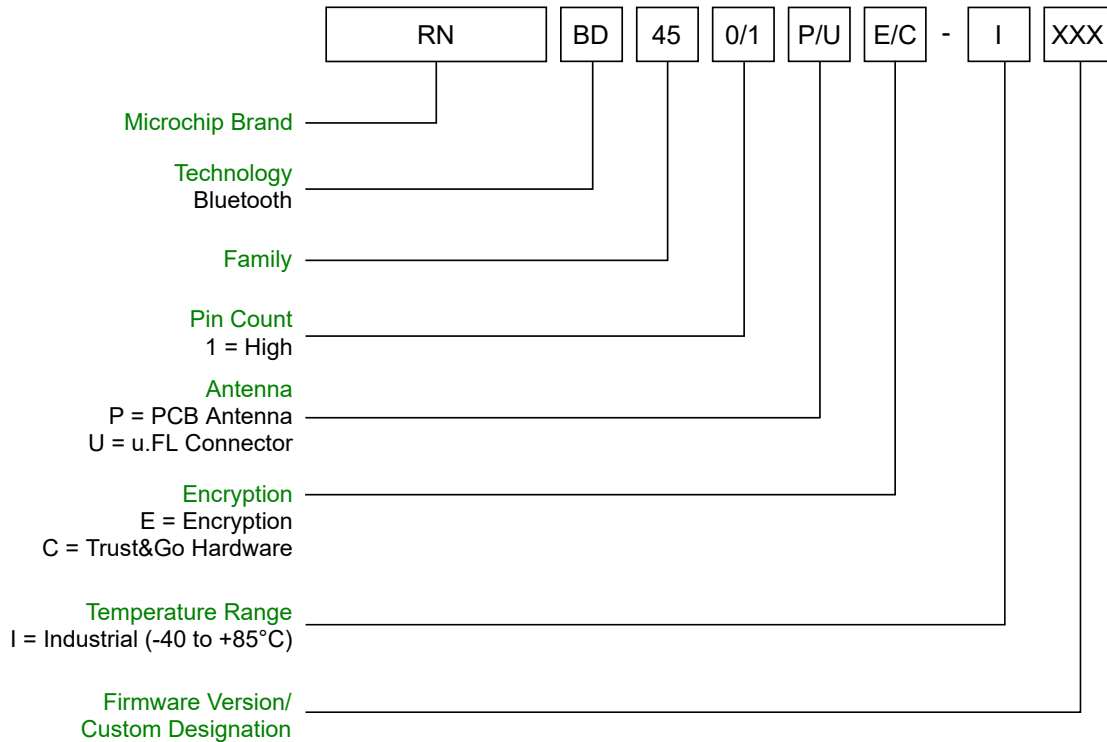 RN BD 45 0/1 P/U E/C - I XXX
Microchip Brand
Technology
Bluetooth
Family
Pin Count
1 = High
Antenna
P = PCB Antenna
U = u.FL Connector
Encryption
E = Encryption
C = Trust&Go Hardware
Temperature Range
I = Industrial (-40 to +85°C)
Firmware Version/
Custom Designation